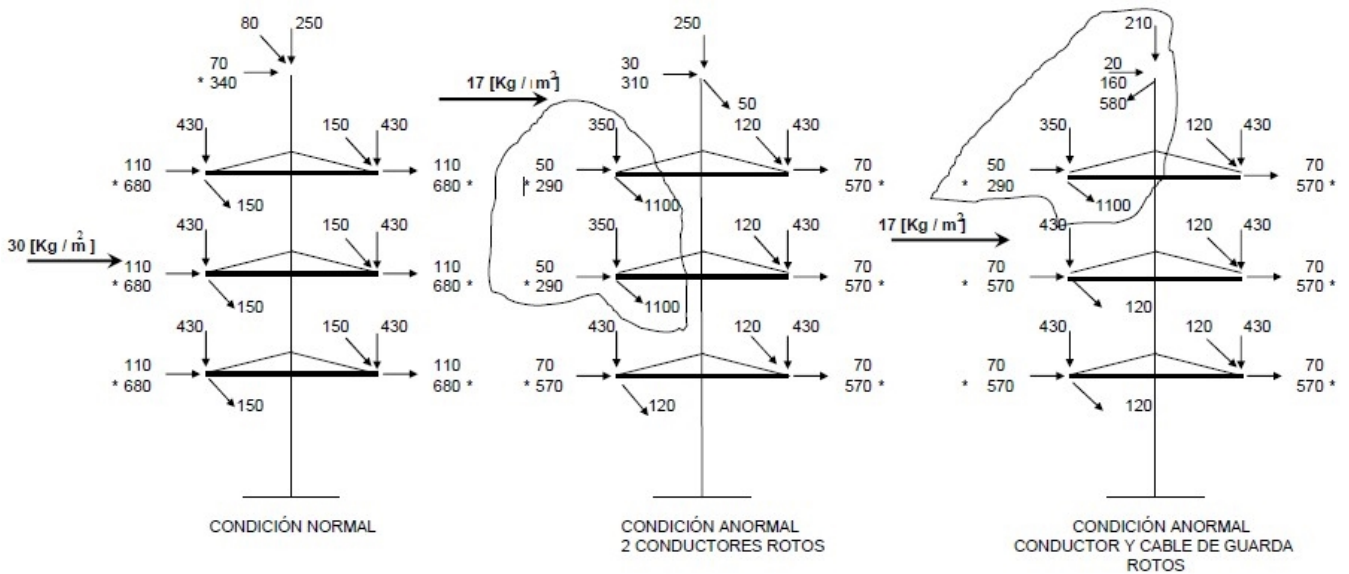 80 250
70
* 340
430 150 430
110 110
* 680 680 *
150
430 150 430
30 [Kg / m²]
110 110
* 680 680 *
150
430 150 430
110 110
* 680 680 *
150
CONDICIÓN NORMAL
250
30
310
17 [Kg / m²]
50
350 120 430
50 70
* 290 570 *
1100
350 120 430
50 70
* 290 570 *
1100
430 120 430
70 70
* 570 570 *
120
CONDICIÓN ANORMAL
2 CONDUCTORES ROTOS
210
20
160
580
350 120 430
50 70
* 290 570 *
1100
17 [Kg / m²]
430 120 430
70 70
* 570 570 *
120
430 120 430
70 70
* 570 570 *
120
CONDICIÓN ANORMAL
CONDUCTOR Y CABLE DE GUARDA
ROTOS